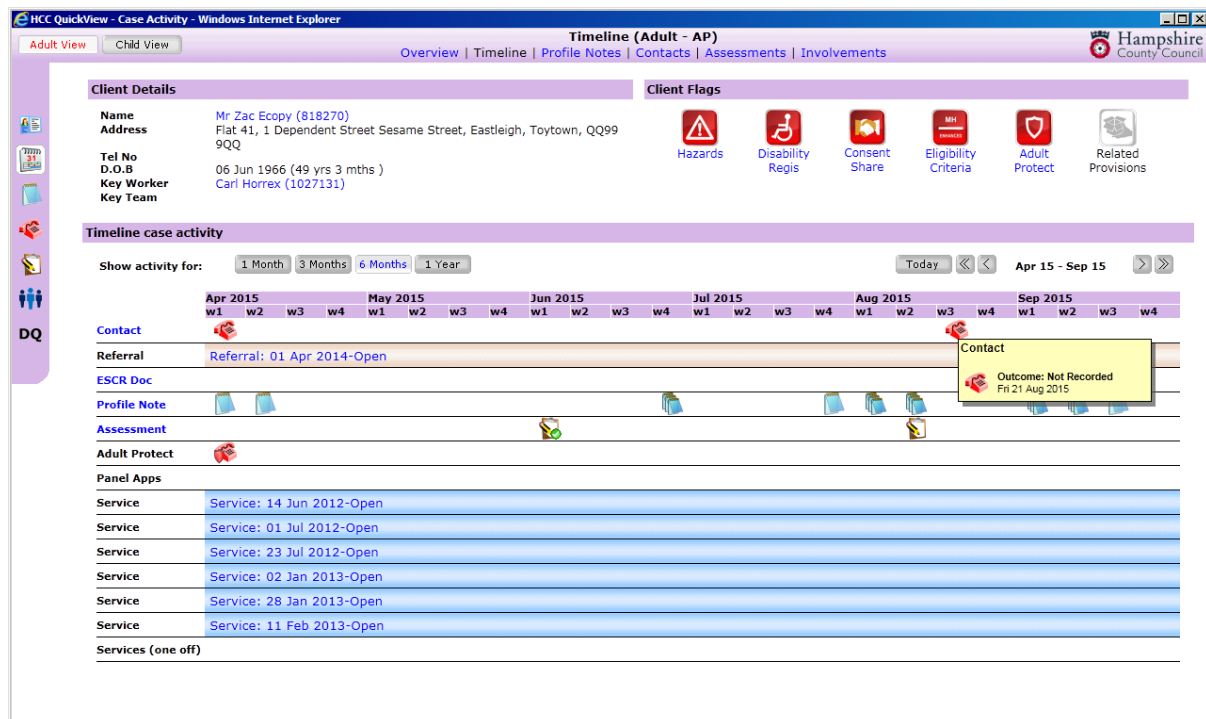 HCC QuickView - Case Activity - Windows Internet Explorer
Adult View Child View
Timeline (Adult - AP)
Overview | Timeline | Profile Notes | Contacts | Assessments | Involvements
Hampshire
County Council
Client Details
Client Flags
Name Mr Zac Ecopy (818270)
Address Flat 41, 1 Dependent Street Sesame Street, Eastleigh, Toytown, QQ99
9QQ
Tel No
D.O.B 06 Jun 1966 (49 yrs 3 mths )
Key Worker Carl Horrex (1027131)
Key Team
MH
ENHANCED
Hazards
Disability
Regis
Consent
Share
Eligibility
Criteria
Adult
Protect
Related
Provisions
31
DQ
Timeline case activity
Show activity for: 1 Month 3 Months 6 Months 1 Year Today Apr 15 - Sep 15
Apr 2015 May 2015 Jun 2015 Jul 2015 Aug 2015 Sep 2015
w1 w2 w3 w4 w1 w2 w3 w4 w1 w2 w3 w4 w1 w2 w3 w4 w1 w2 w3 w4 w1 w2 w3 w4
Contact
Contact
Outcome: Not Recorded
Fri 21 Aug 2015
Referral Referral: 01 Apr 2014-Open
ESCR Doc
Profile Note
Assessment
Adult Protect
Panel Apps
Service Service: 14 Jun 2012-Open
Service Service: 01 Jul 2012-Open
Service Service: 23 Jul 2012-Open
Service Service: 02 Jan 2013-Open
Service Service: 28 Jan 2013-Open
Service Service: 11 Feb 2013-Open
Services (one off)